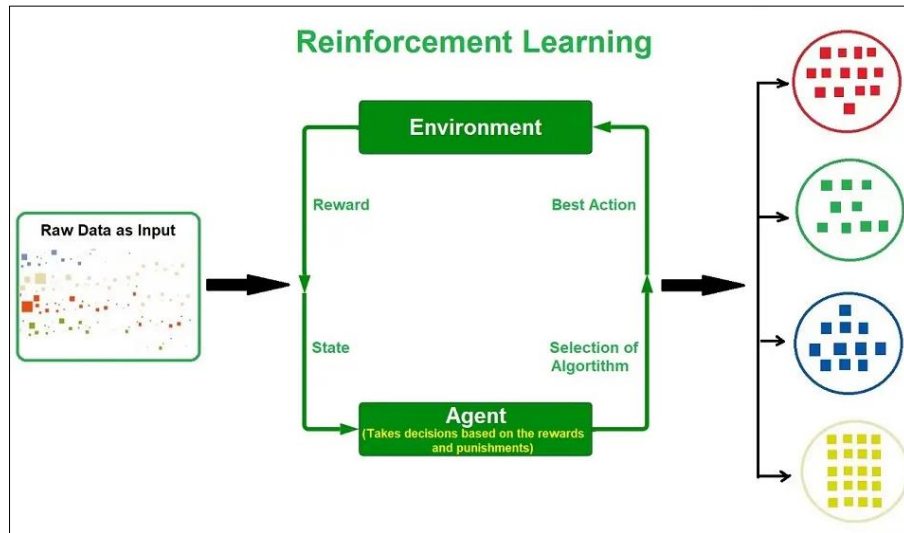 Reinforcement Learning
Environment
Reward
Best Action
Raw Data as Input
State
Selection of
Algortithm
Agent
(Takes decisions based on the rewards
and punishments)